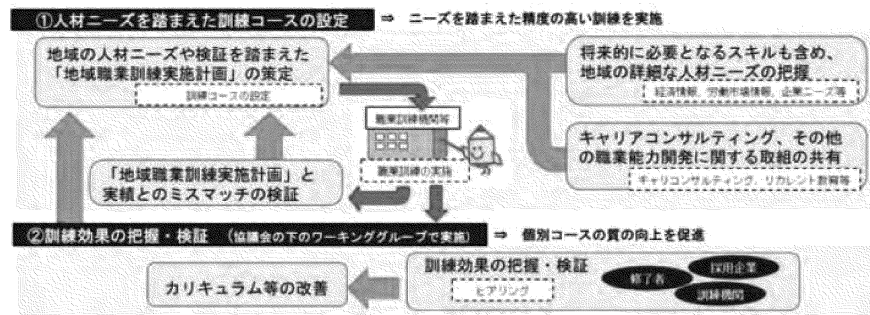 ①人材ニーズを踏まえた訓練コースの設定 ⇒ ニーズを踏まえた精度の高い訓練を実施
地域の人材ニーズや検証を踏まえた
「地域職業訓練実施計画」の策定
訓練コースの設定
将来的に必要となるスキルも含め、
地域の詳細な人材ニーズの把握
経済情報、労働市場情報、企業ニーズ等
職業訓練機関等
職業訓練の実施
キャリアコンサルティング、その他
の職業能力開発に関する取組の共有
キャリコンサルティング、リカレント教育等
「地域職業訓練実施計画」と
実績とのミスマッチの検証
②訓練効果の把握・検証 (協議会の下のワーキンググループで実施) ⇒ 個別コースの質の向上を促進
カリキュラム等の改善
訓練効果の把握・検証
ヒアリング
採用企業
修了者
訓練機関